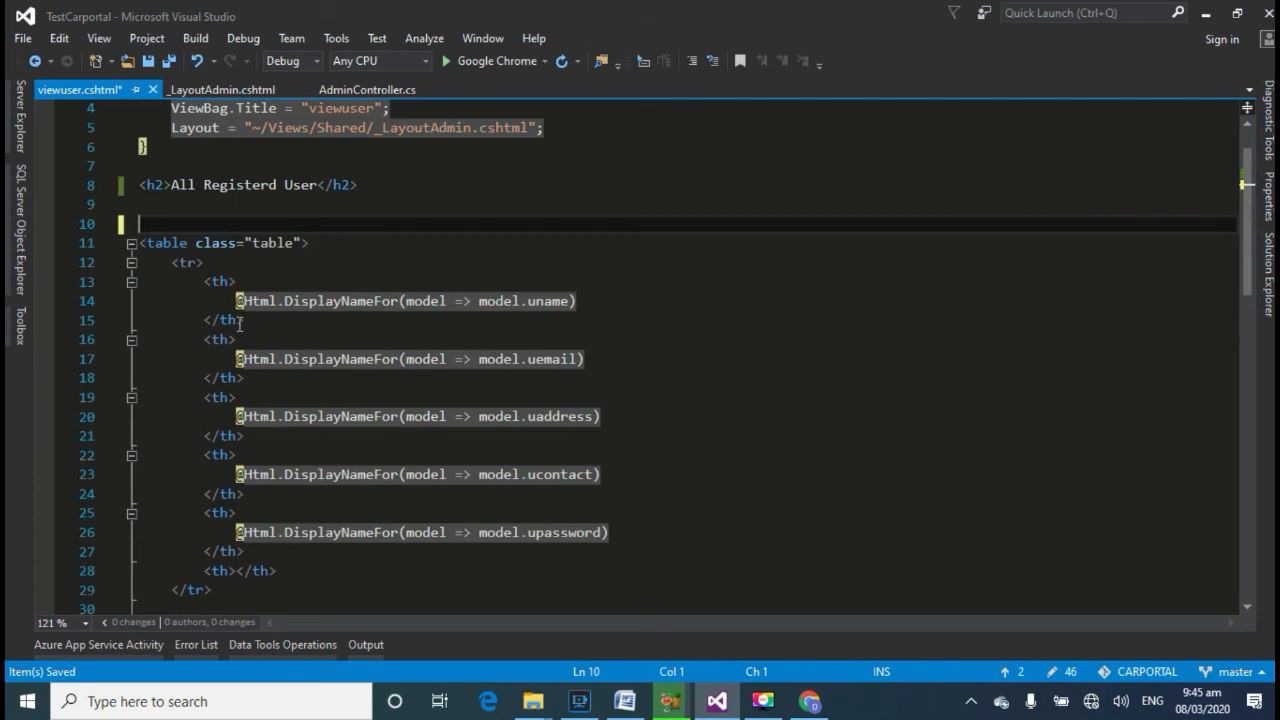 TestCarportal - Microsoft Visual Studio
Quick Launch (Ctrl+Q)
File Edit View Project Build Debug Team Tools Test Analyze Window Help
Sign in
Debug Any CPU Google Chrome
viewuser.cshtml* _LayoutAdmin.cshtml AdminController.cs
Server Explorer
SQL Server Object Explorer
Toolbox
4 ViewBag.Title = "viewuser";
5 Layout = "~/Views/Shared/_LayoutAdmin.cshtml";
6 }
7
8 <h2>All Registerd User</h2>
9
10
11 <table class="table">
12 <tr>
13 <th>
14 @Html.DisplayNameFor(model => model.uname)
15 </th>
16 <th>
17 @Html.DisplayNameFor(model => model.uemail)
18 </th>
19 <th>
20 @Html.DisplayNameFor(model => model.uaddress)
21 </th>
22 <th>
23 @Html.DisplayNameFor(model => model.ucontact)
24 </th>
25 <th>
26 @Html.DisplayNameFor(model => model.upassword)
27 </th>
28 <th></th>
29 </tr>
30
Diagnostic Tools
Properties
Solution Explorer
121 % 0 changes | 0 authors, 0 changes
Azure App Service Activity Error List Data Tools Operations Output
Item(s) Saved Ln 10 Col 1 Ch 1 INS 2 46 CARPORTAL master
Type here to search
ENG
9:45 am
08/03/2020